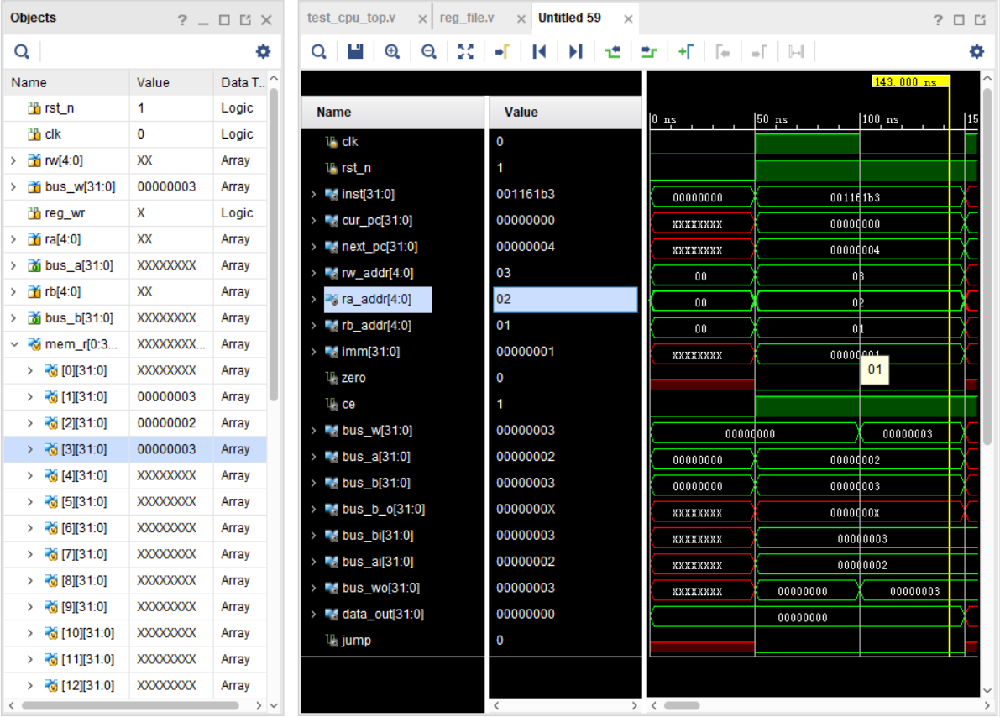 Objects
Name Value Data T...
rst_n 1 Logic
clk 0 Logic
rw[4:0] XX Array
bus_w[31:0] 00000003 Array
reg_wr X Logic
ra[4:0] XX Array
bus_a[31:0] XXXXXXXX Array
rb[4:0] XX Array
bus_b[31:0] XXXXXXXX Array
mem_r[0:3... XXXXXXXX... Array
[0][31:0] XXXXXXXX Array
[1][31:0] 00000003 Array
[2][31:0] 00000002 Array
[3][31:0] 00000003 Array
[4][31:0] XXXXXXXX Array
[5][31:0] XXXXXXXX Array
[6][31:0] XXXXXXXX Array
[7][31:0] XXXXXXXX Array
[8][31:0] XXXXXXXX Array
[9][31:0] XXXXXXXX Array
[10][31:0] XXXXXXXX Array
[11][31:0] XXXXXXXX Array
[12][31:0] XXXXXXXX Array
test_cpu_top.v reg_file.v Untitled 59
143.000 ns
Name Value
0 ns 50 ns 100 ns 15
clk 0
rst_n 1
inst[31:0] 001161b3 00000000 001161b3
cur_pc[31:0] 00000000 XXXXXXXX 00000000
next_pc[31:0] 00000004 XXXXXXXX 00000004
rw_addr[4:0] 03 00 03
ra_addr[4:0] 02 00 02
rb_addr[4:0] 01 00 01
imm[31:0] 00000001 XXXXXXXX 00000001
01
zero 0
ce 1
bus_w[31:0] 00000003 00000000 00000003
bus_a[31:0] 00000002 00000000 00000002
bus_b[31:0] 00000003 00000000 00000003
bus_b_o[31:0] 0000000X XXXXXXXX 0000000X
bus_bi[31:0] 00000003 XXXXXXXX 00000003
bus_ai[31:0] 00000002 XXXXXXXX 00000002
bus_wo[31:0] 00000003 XXXXXXXX 00000000 00000003
data_out[31:0] 00000000 00000000
jump 0